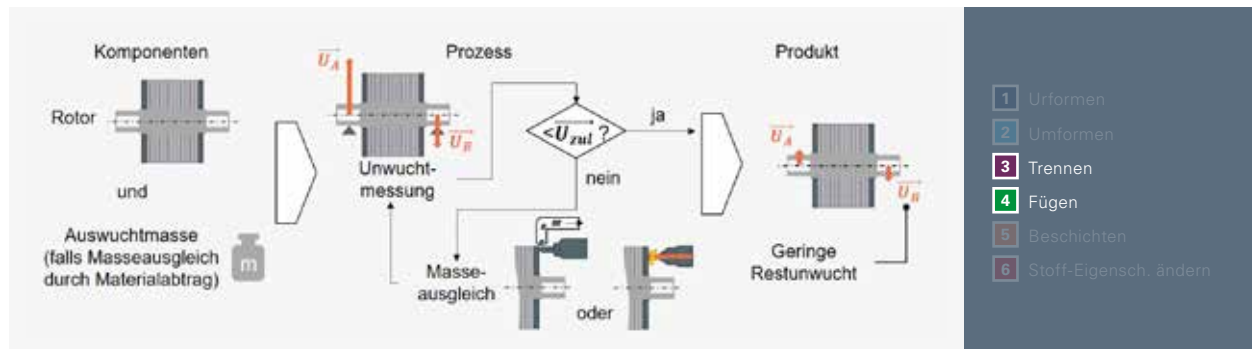 Komponenten
Rotor
und
Auswuchtmasse
(falls Masseausgleich
durch Materialabtrag)
m
Prozess
U_A
U_B
Unwucht-
messung
<U_zul ?
ja
nein
Masse-
ausgleich
m
oder
Produkt
U_A
U_B
Geringe
Restunwucht
1 Urformen
2 Umformen
3 Trennen
4 Fügen
5 Beschichten
6 Stoff-Eigensch. ändern